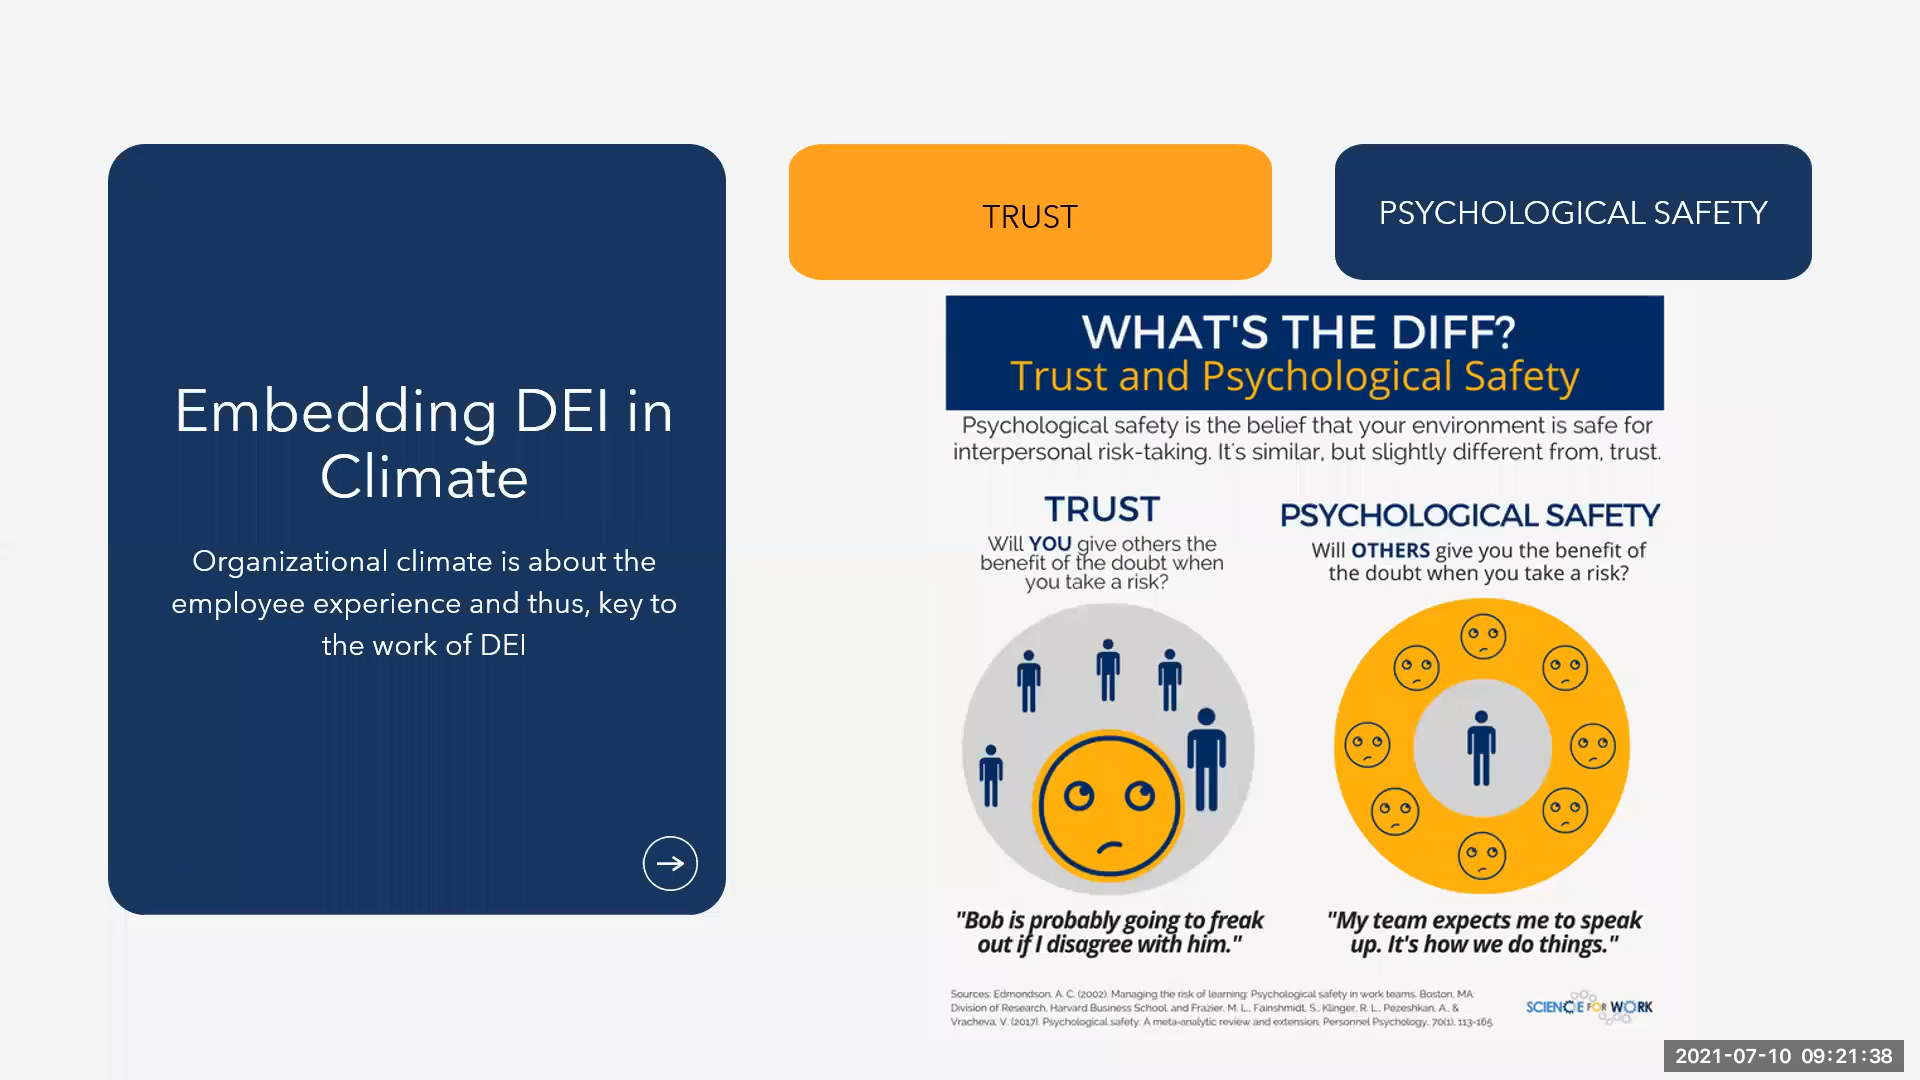 Embedding DEI in
Climate
Organizational climate is about the
employee experience and thus, key to
the work of DEI
TRUST
PSYCHOLOGICAL SAFETY
WHAT'S THE DIFF?
Trust and Psychological Safety
Psychological safety is the belief that your environment is safe for
interpersonal risk-taking. It's similar, but slightly different from, trust.
TRUST
Will YOU give others the
benefit of the doubt when
you take a risk?
"Bob is probably going to freak
out if I disagree with him."
PSYCHOLOGICAL SAFETY
Will OTHERS give you the benefit of
the doubt when you take a risk?
"My team expects me to speak
up. It's how we do things."
Sources: Edmondson, A. C. (2002). Managing the risk of learning: Psychological safety in work teams. Boston, MA:
Division of Research, Harvard Business School, and Frazier, M. L., Fainshmidt, S., Klinger, R. L., Pezeshkan, A., &
Vracheva, V. (2017). Psychological safety: A meta-analytic review and extension. Personnel Psychology, 70(1), 113-165.
SCIENCE FOR WORK
2021-07-10 09:21:38